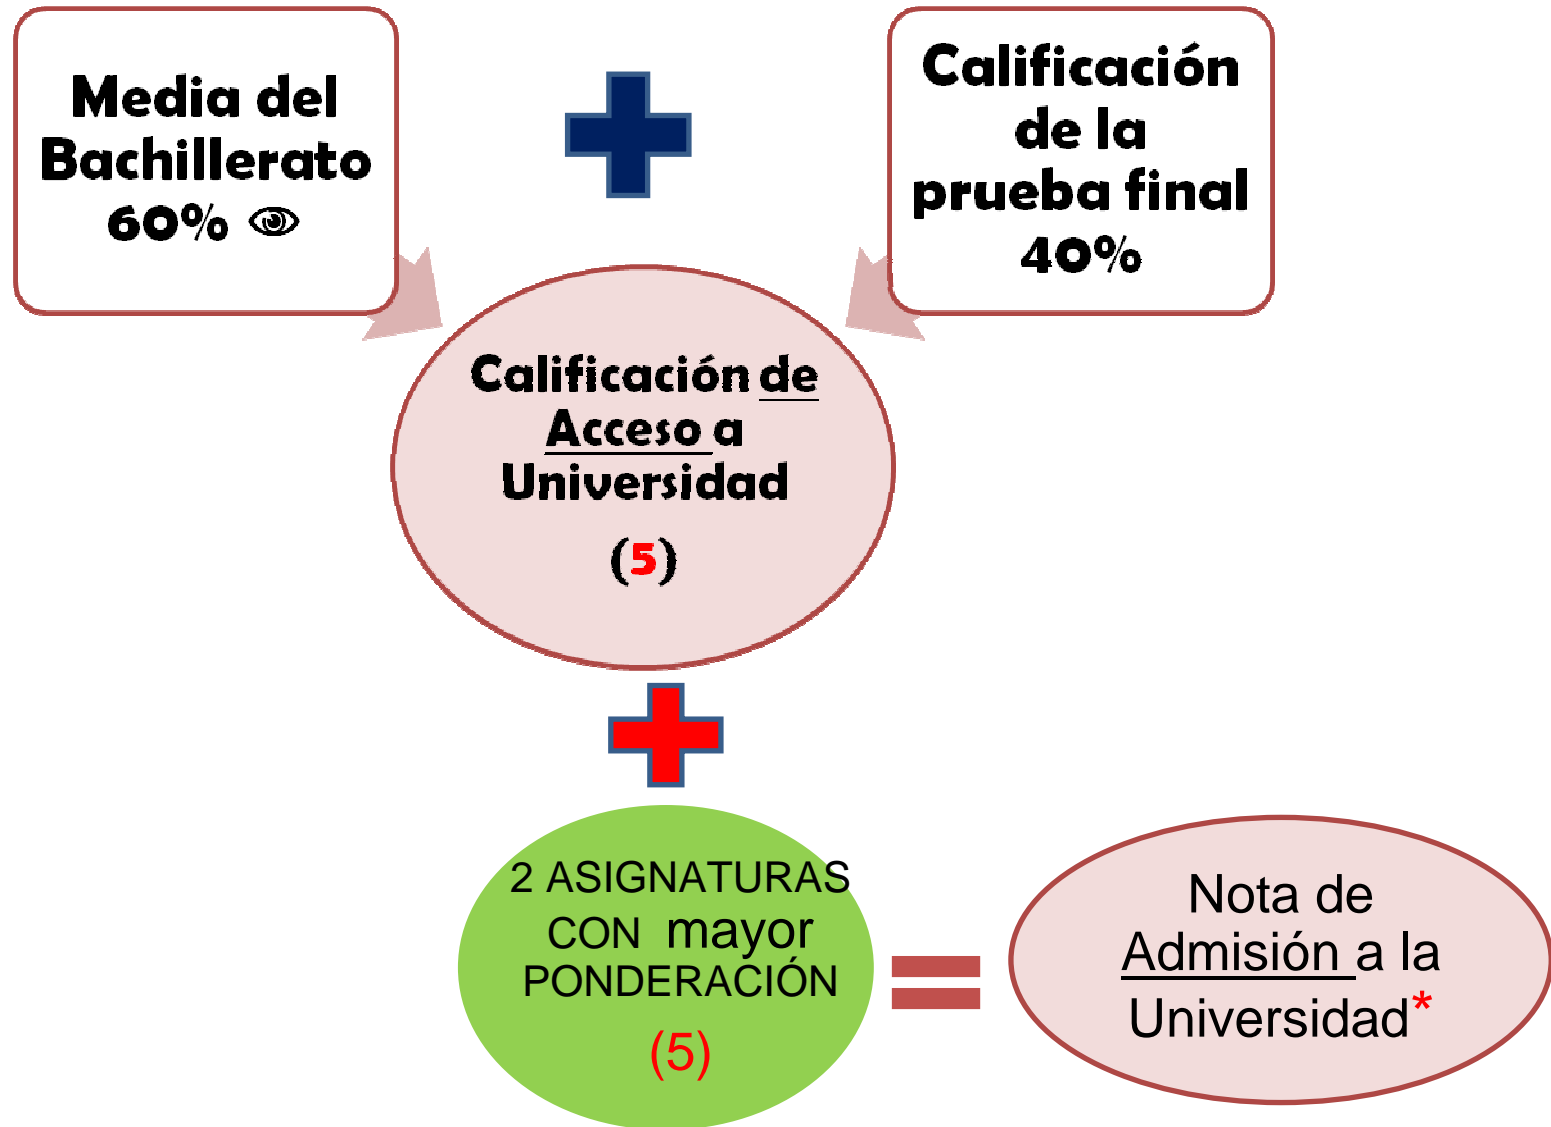 Media del
Bachillerato
60% 👁
Calificación
de la
prueba final
40%
Calificación de
Acceso a
Universidad
(5)
2 ASIGNATURAS
CON mayor
PONDERACIÓN
(5)
Nota de
Admisión a la
Universidad*